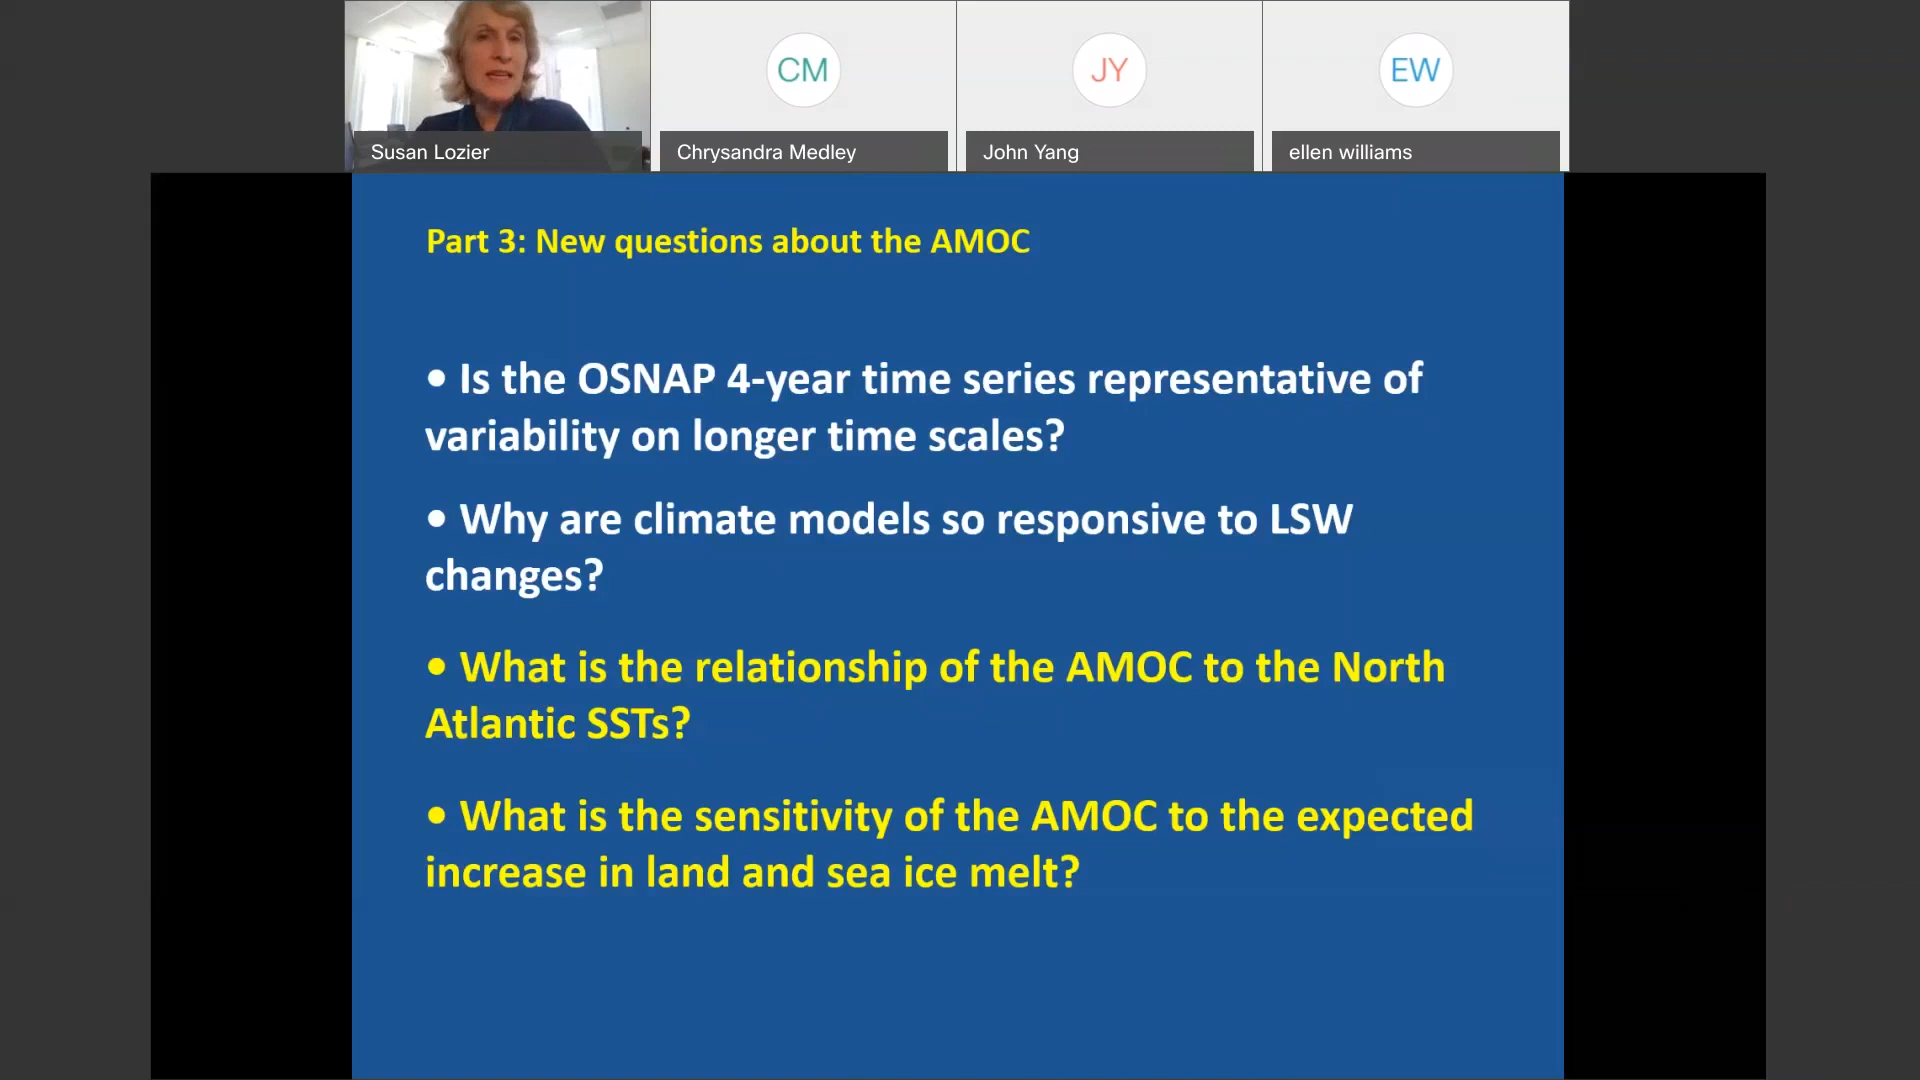 CM
JY
EW
Susan Lozier
Chrysandra Medley
John Yang
ellen williams
Part 3: New questions about the AMOC
• Is the OSNAP 4-year time series representative of
variability on longer time scales?
• Why are climate models so responsive to LSW
changes?
• What is the relationship of the AMOC to the North
Atlantic SSTs?
• What is the sensitivity of the AMOC to the expected
increase in land and sea ice melt?